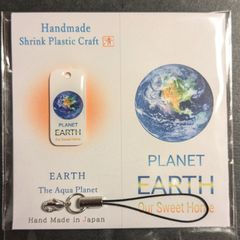 Handmade
Shrink Plastic Craft
PLANET
EARTH
Our Sweet Home
EARTH
The Aqua Planet
Hand Made in Japan
PLANET
EARTH
Our Sweet Home